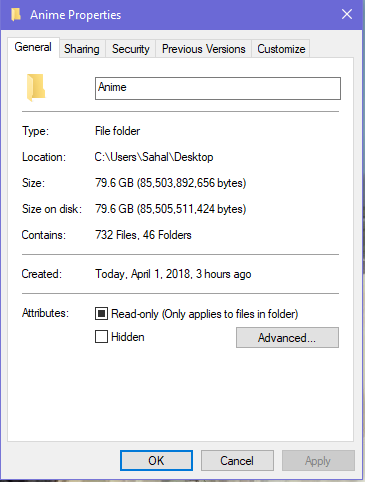 Anime Properties
General Sharing Security Previous Versions Customize
Anime
Type: File folder
Location: C:\Users\Sahal\Desktop
Size: 79.6 GB (85,503,892,656 bytes)
Size on disk: 79.6 GB (85,505,511,424 bytes)
Contains: 732 Files, 46 Folders
Created: Today, April 1, 2018, 3 hours ago
Attributes: Read-only (Only applies to files in folder)
Hidden Advanced...
OK Cancel Apply